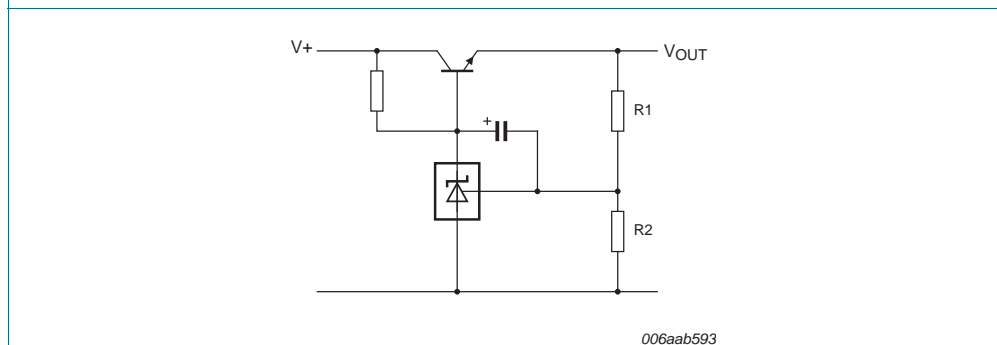 V+
VOUT
R1
+
R2
006aab593